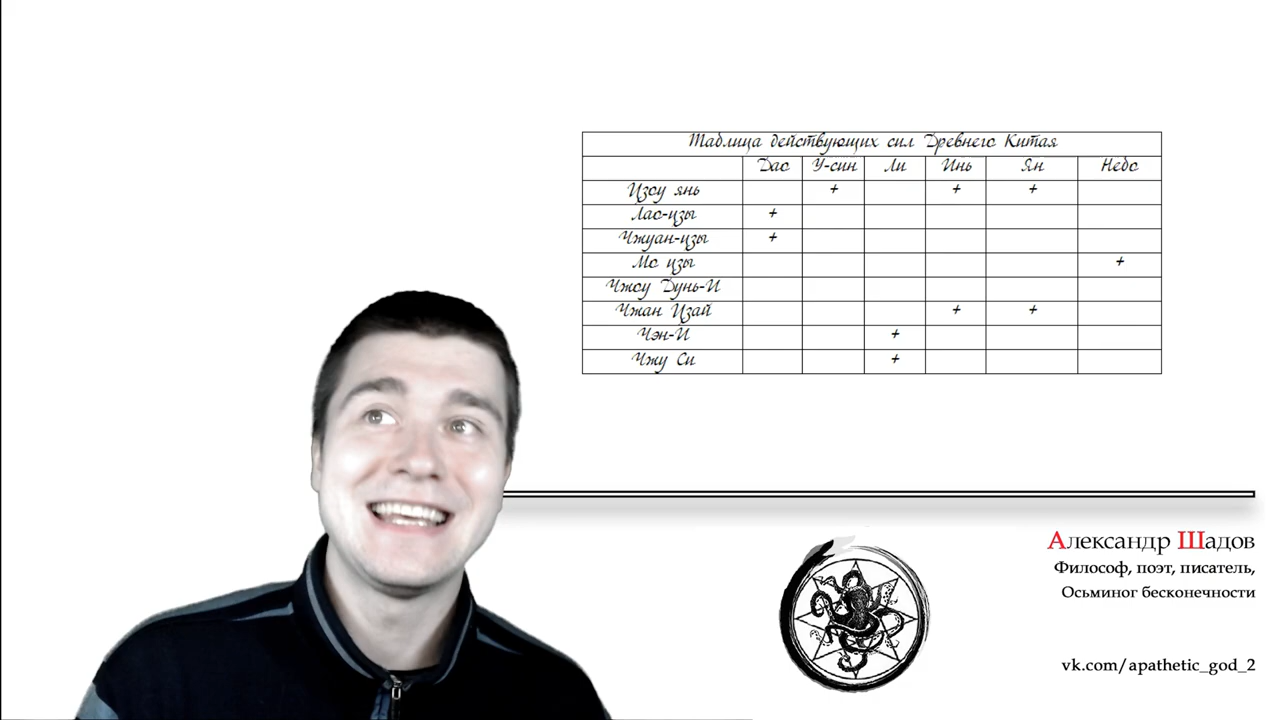 Таблица действующих сил Древнего Китая
Дао У-син Ли Инь Ян Небо
Цзоу янь + + +
Лао-цзы +
Чжуан-цзы +
Мо цзы +
Чжоу Дунь-И
Чжан Цзай + +
Чэн-И +
Чжу Си +
Александр Шадов
Философ, поэт, писатель,
Осьминог бесконечности
vk.com/apathetic_god_2